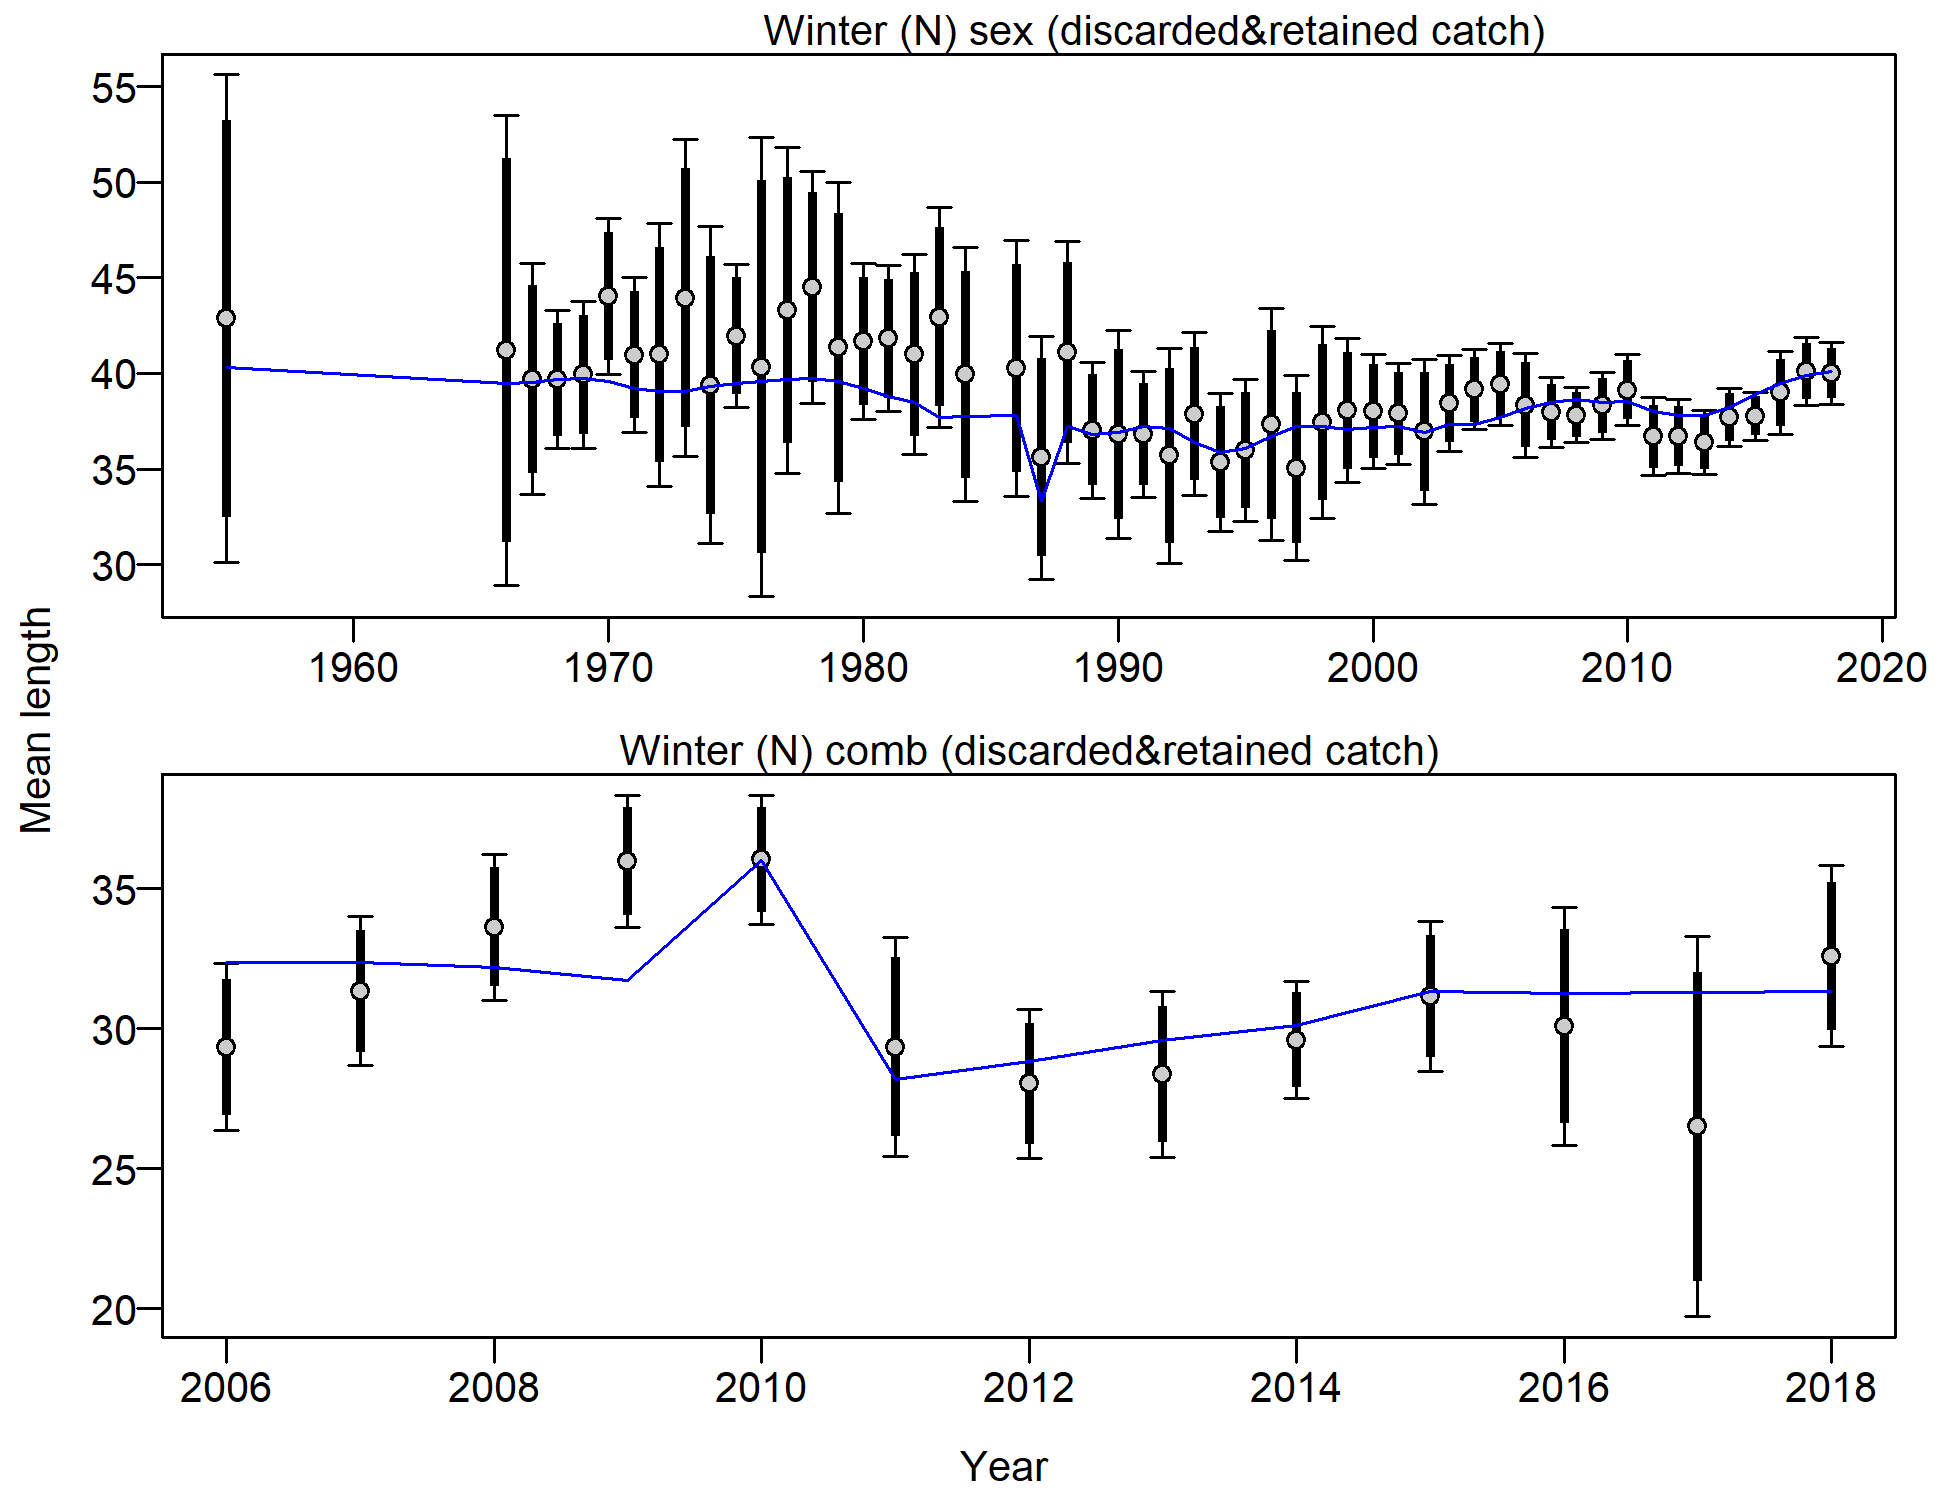 Winter (N) sex (discarded&retained catch)
55
50
45
40
35
30
1960 1970 1980 1990 2000 2010 2020
Mean length
Winter (N) comb (discarded&retained catch)
35
30
25
20
2006 2008 2010 2012 2014 2016 2018
Year